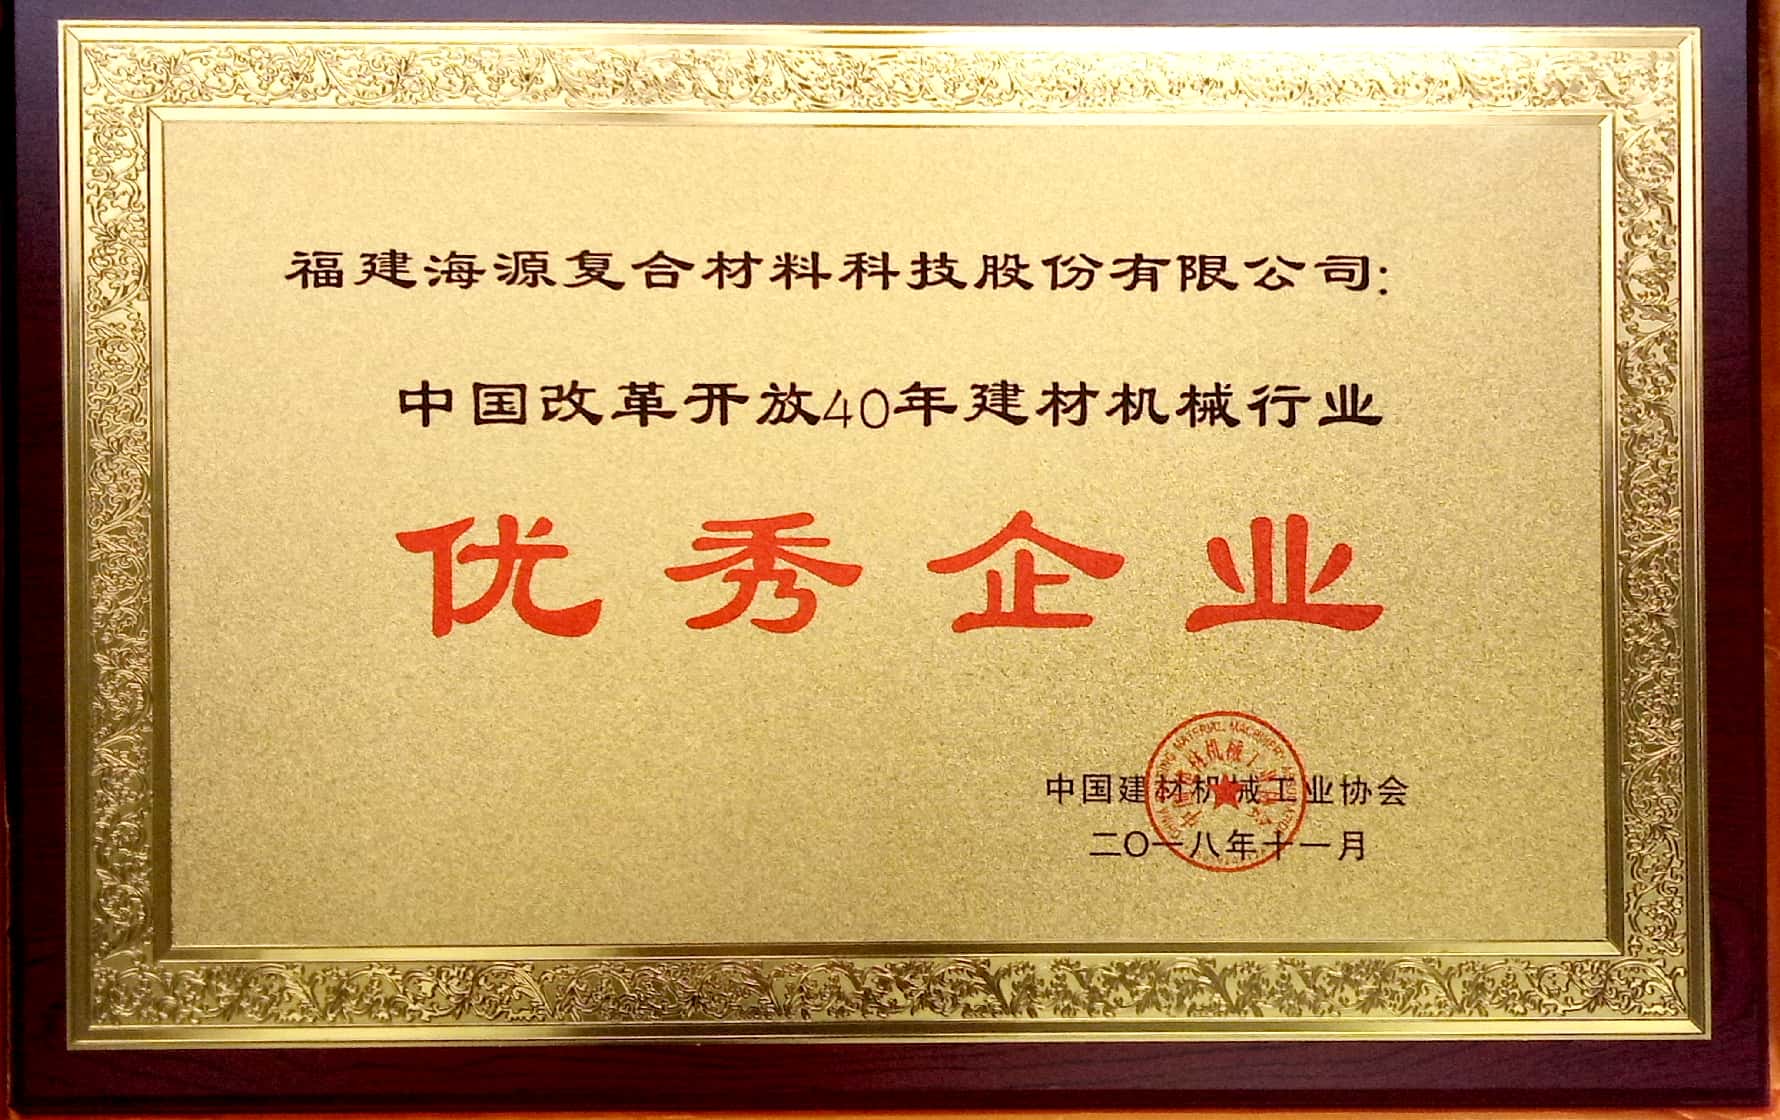 福建海源复合材料科技股份有限公司:
中国改革开放40年建材机械行业
优秀企业
中国建材机械工业协会
二〇一八年十一月